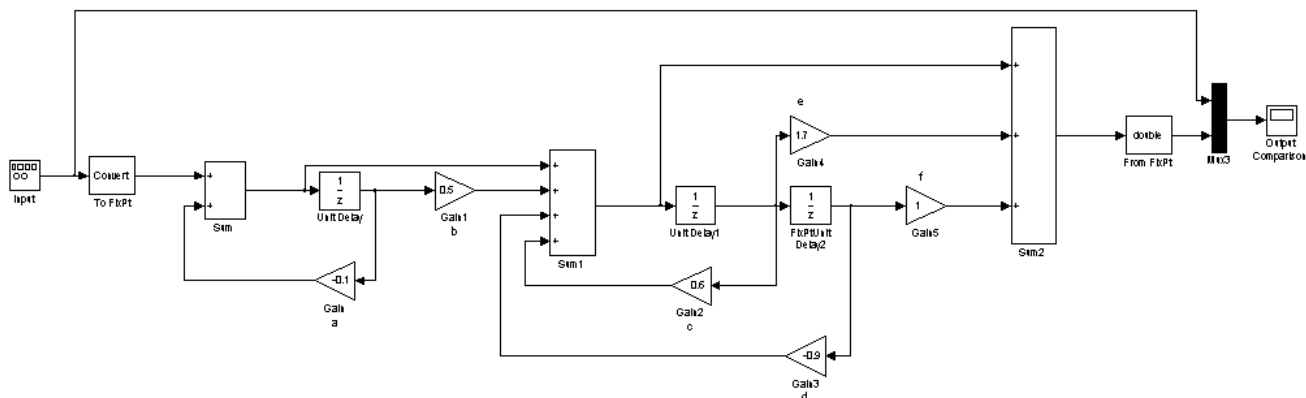 e
1.7
Gain4
Input
Convert
To FixPt
+
+
Sum
1
z
Unit Delay
0.5
Gain1
b
-0.1
Gain
a
+
+
+
+
Sum1
1
z
Unit Delay1
1
z
FixPt Unit
Delay2
0.6
Gain2
c
-0.9
Gain3
d
f
1
Gain5
+
+
+
Sum2
double
From FixPt
Mux3
Output
Comparison